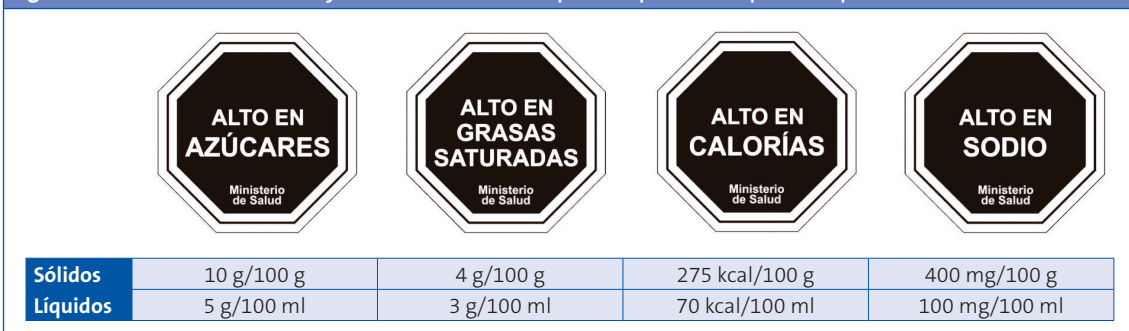 ALTO EN
AZÚCARES
Ministerio
de Salud
ALTO EN
GRASAS
SATURADAS
Ministerio
de Salud
ALTO EN
CALORÍAS
Ministerio
de Salud
ALTO EN
SODIO
Ministerio
de Salud
Sólidos 10 g/100 g 4 g/100 g 275 kcal/100 g 400 mg/100 g
Líquidos 5 g/100 ml 3 g/100 ml 70 kcal/100 ml 100 mg/100 ml